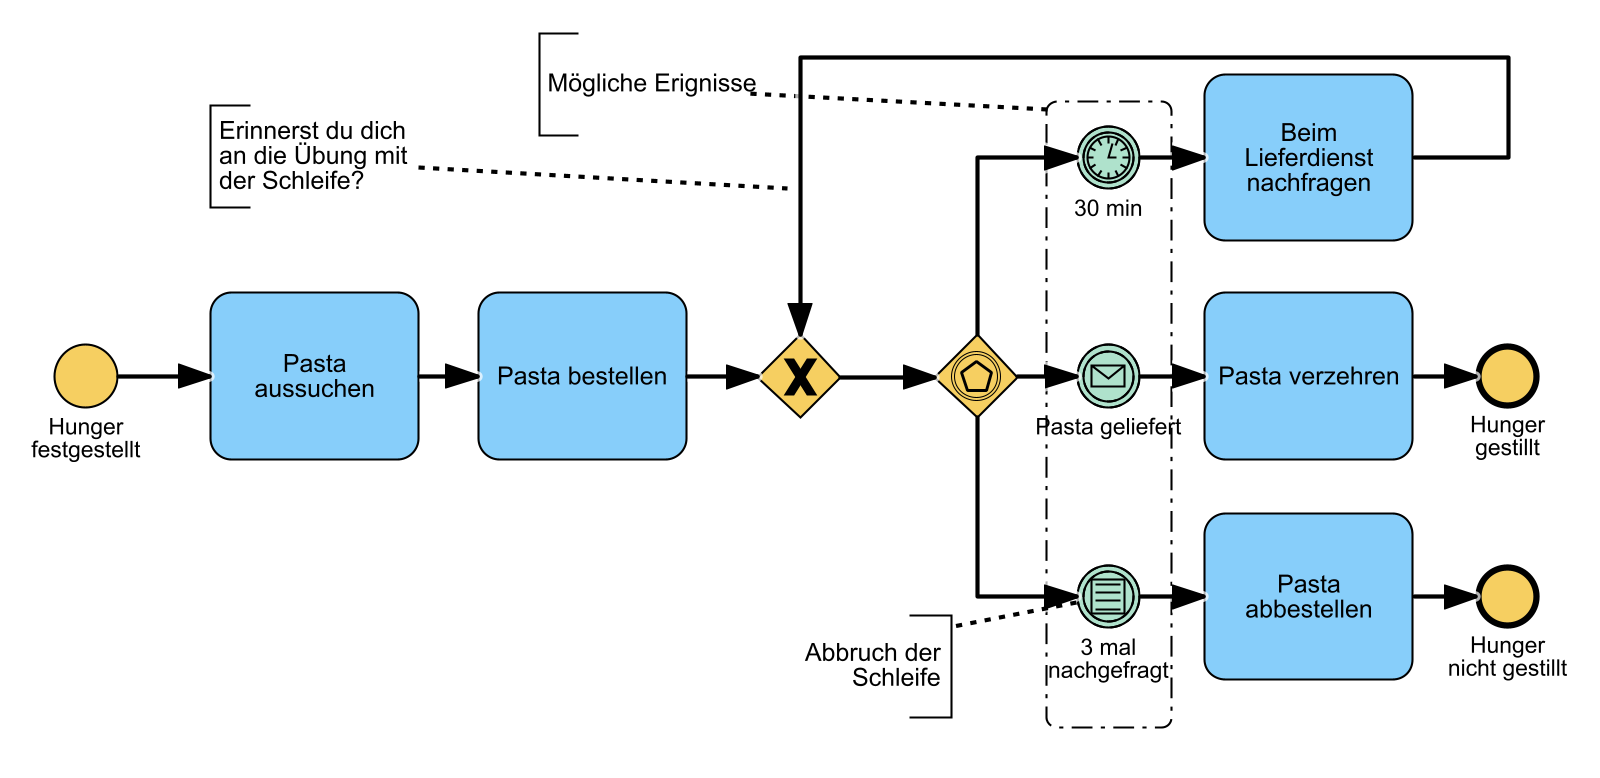 Mögliche Erignisse
Erinnerst du dich
an die Übung mit
der Schleife?
Beim
Lieferdienst
nachfragen
30 min
Pasta
aussuchen
Pasta bestellen
X
Pasta verzehren
Hunger
festgestellt
Pasta geliefert
Hunger
gestillt
Pasta
abbestellen
Abbruch der
Schleife
3 mal
nachgefragt
Hunger
nicht gestillt